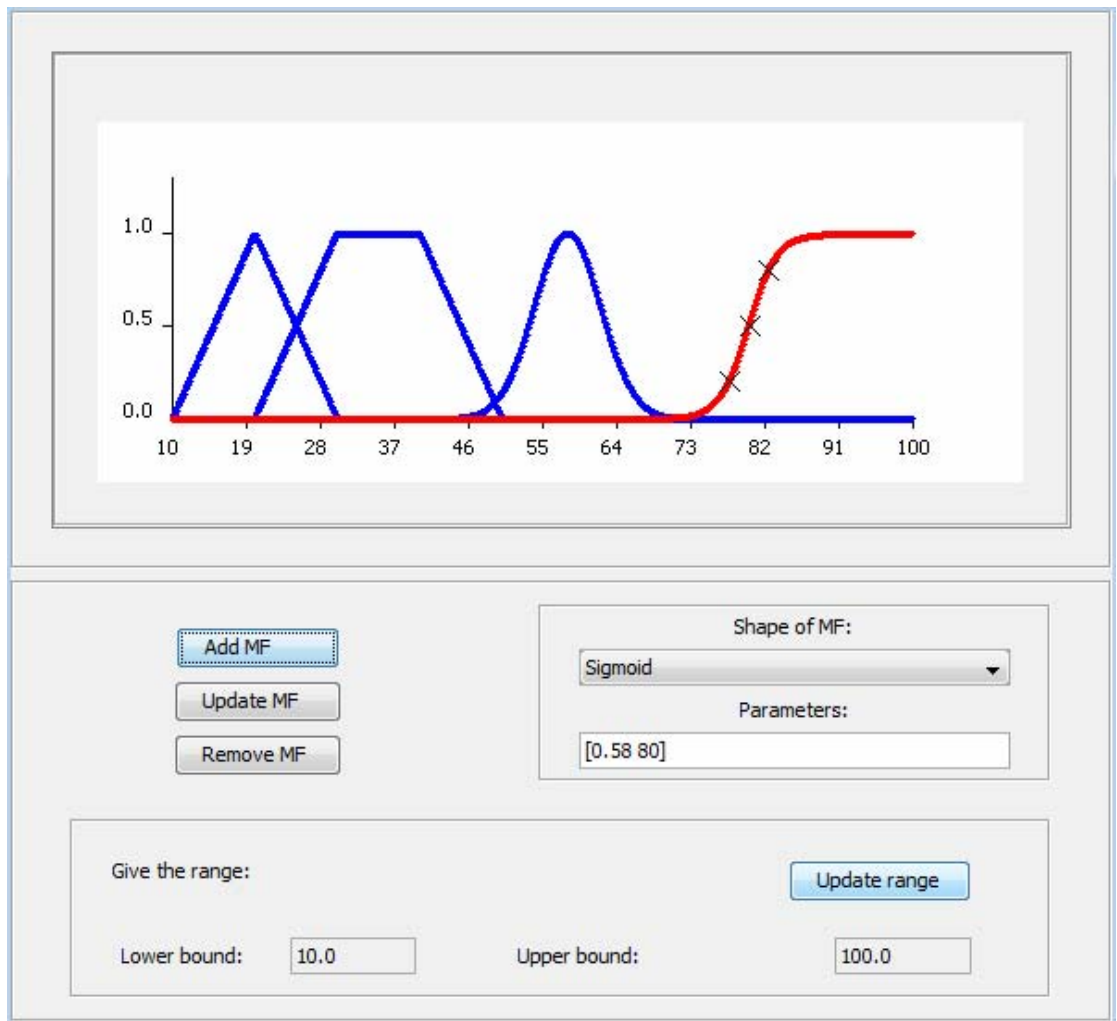 1.0
0.5
0.0
10 19 28 37 46 55 64 73 82 91 100
Add MF
Update MF
Remove MF
Shape of MF:
Sigmoid
Parameters:
[0.58 80]
Give the range:
Update range
Lower bound: 10.0 Upper bound: 100.0